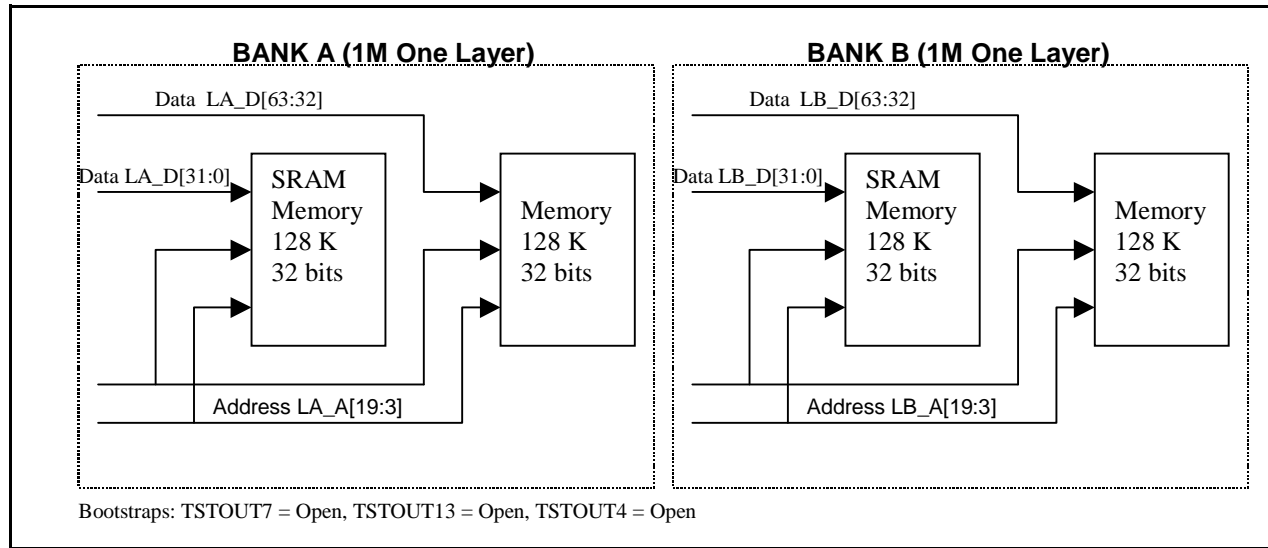 BANK A (1M One Layer)
Data LA_D[63:32]
Data LA_D[31:0]
SRAM
Memory
128 K
32 bits
Memory
128 K
32 bits
Address LA_A[19:3]
BANK B (1M One Layer)
Data LB_D[63:32]
Data LB_D[31:0]
SRAM
Memory
128 K
32 bits
Memory
128 K
32 bits
Address LB_A[19:3]
Bootstraps: TSTOUT7 = Open, TSTOUT13 = Open, TSTOUT4 = Open